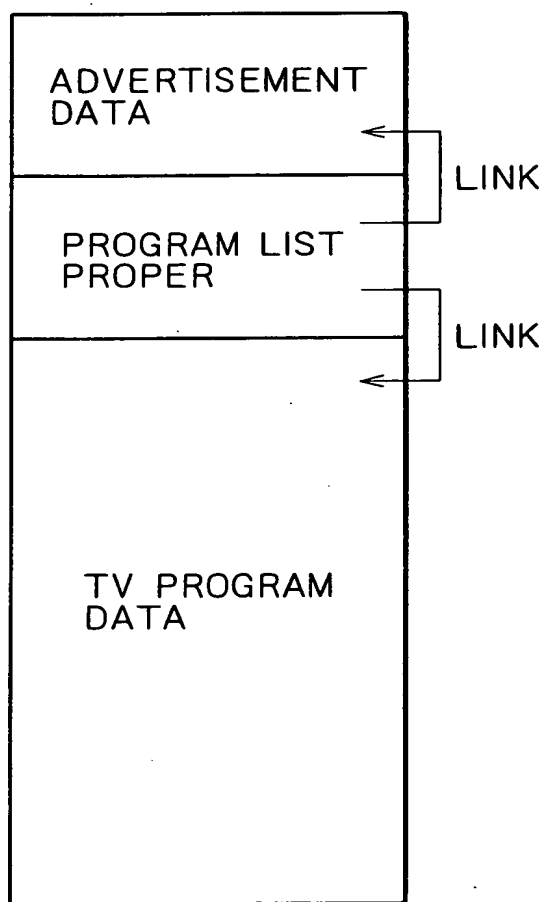 ADVERTISEMENT
DATA
LINK
PROGRAM LIST
PROPER
LINK
TV PROGRAM
DATA